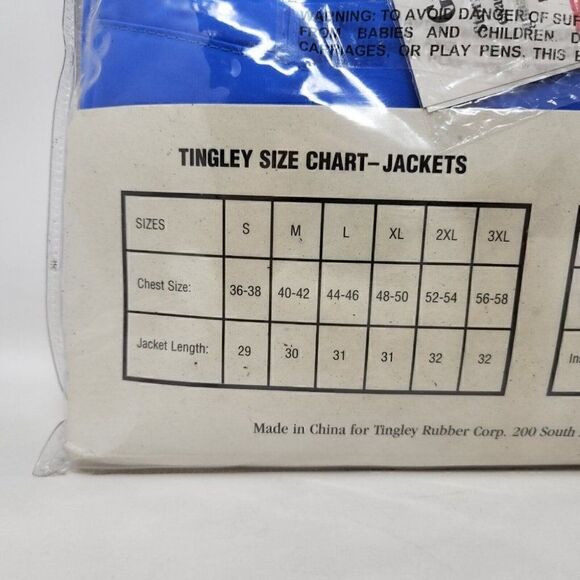 WARNING: TO AVOID DANGER OF SUF
FROM BABIES AND CHILDREN. D
CARRIAGES, OR PLAY PENS. THIS B
TINGLEY SIZE CHART–JACKETS
SIZES S M L XL 2XL 3XL
Chest Size: 36-38 40-42 44-46 48-50 52-54 56-58
Jacket Length: 29 30 31 31 32 32
Ins
Made in China for Tingley Rubber Corp. 200 South